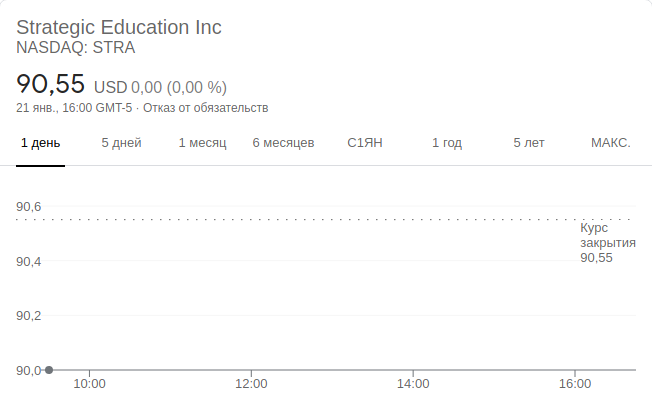 Strategic Education Inc
NASDAQ: STRA
90,55 USD 0,00 (0,00 %)
21 янв., 16:00 GMT-5 · Отказ от обязательств
1 день 5 дней 1 месяц 6 месяцев С1ЯН 1 год 5 лет МАКС.
90,6
Курс
закрытия
90,55
90,4
90,2
90,0
10:00 12:00 14:00 16:00